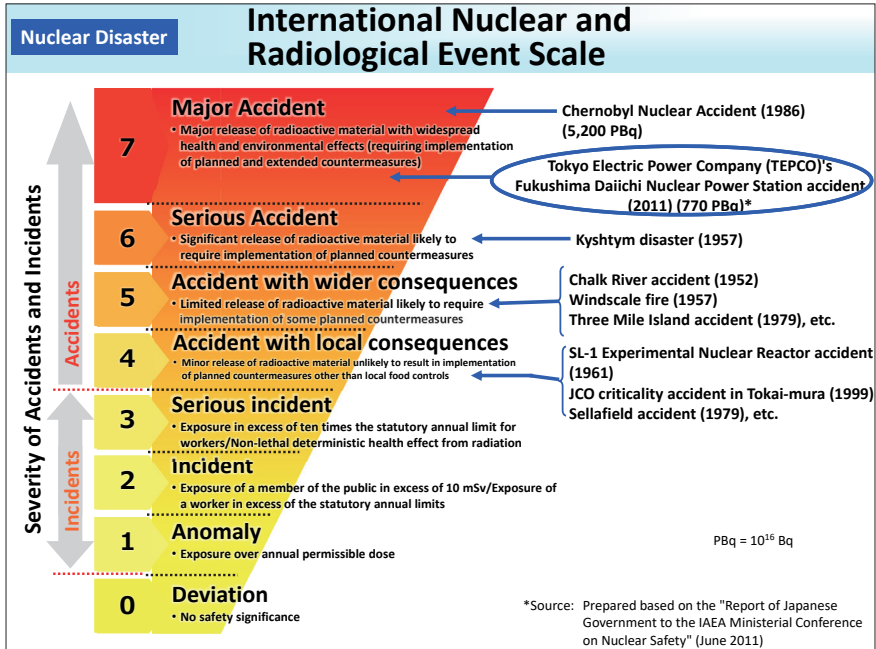 Nuclear Disaster
International Nuclear and
Radiological Event Scale
Severity of Accidents and Incidents
Accidents
Incidents
7
Major Accident
• Major release of radioactive material with widespread
health and environmental effects (requiring implementation
of planned and extended countermeasures)
Chernobyl Nuclear Accident (1986)
(5,200 PBq)
Tokyo Electric Power Company (TEPCO)'s
Fukushima Daiichi Nuclear Power Station accident
(2011) (770 PBq)*
6
Serious Accident
• Significant release of radioactive material likely to
require implementation of planned countermeasures
Kyshtym disaster (1957)
5
Accident with wider consequences
• Limited release of radioactive material likely to require
implementation of some planned countermeasures
Chalk River accident (1952)
Windscale fire (1957)
Three Mile Island accident (1979), etc.
4
Accident with local consequences
• Minor release of radioactive material unlikely to result in implementation
of planned countermeasures other than local food controls
SL-1 Experimental Nuclear Reactor accident
(1961)
JCO criticality accident in Tokai-mura (1999)
Sellafield accident (1979), etc.
3
Serious incident
• Exposure in excess of ten times the statutory annual limit for
workers/Non-lethal deterministic health effect from radiation
2
Incident
• Exposure of a member of the public in excess of 10 mSv/Exposure of
a worker in excess of the statutory annual limits
1
Anomaly
• Exposure over annual permissible dose
PBq = 10¹⁶ Bq
0
Deviation
• No safety significance
*Source: Prepared based on the "Report of Japanese
Government to the IAEA Ministerial Conference
on Nuclear Safety" (June 2011)